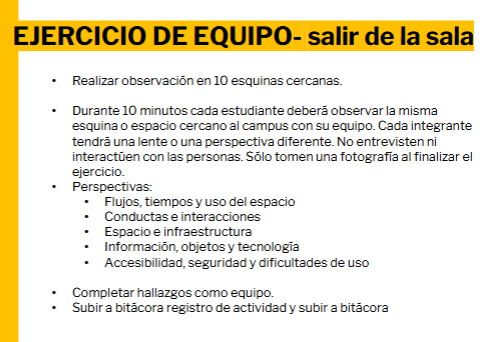 EJERCICIO DE EQUIPO- salir de la sala
• Realizar observación en 10 esquinas cercanas.
• Durante 10 minutos cada estudiante deberá observar la misma
esquina o espacio cercano al campus con su equipo. Cada integrante
tendrá una lente o una perspectiva diferente. No entrevisten ni
interactúen con las personas. Sólo tomen una fotografía al finalizar el
ejercicio.
• Perspectivas:
• Flujos, tiempos y uso del espacio
• Conductas e interacciones
• Espacio e infraestructura
• Información, objetos y tecnología
• Accesibilidad, seguridad y dificultades de uso
• Completar hallazgos como equipo.
• Subir a bitácora registro de actividad y subir a bitácora